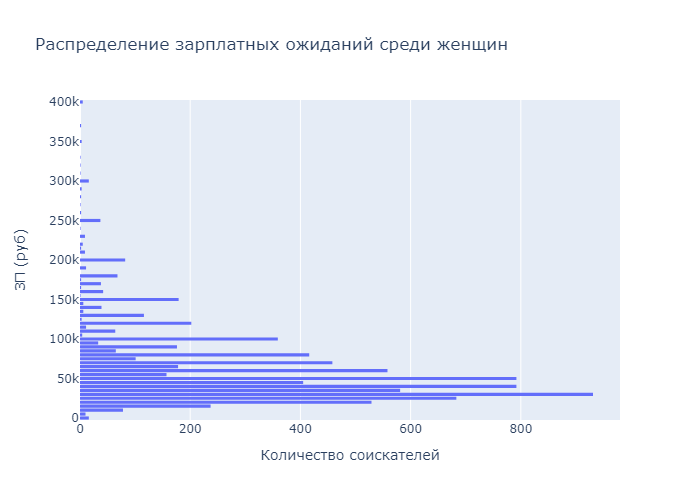 Распределение зарплатных ожиданий среди женщин
400k
350k
300k
250k
200k
150k
100k
50k
0
ЗП (руб)
0 200 400 600 800
Количество соискателей